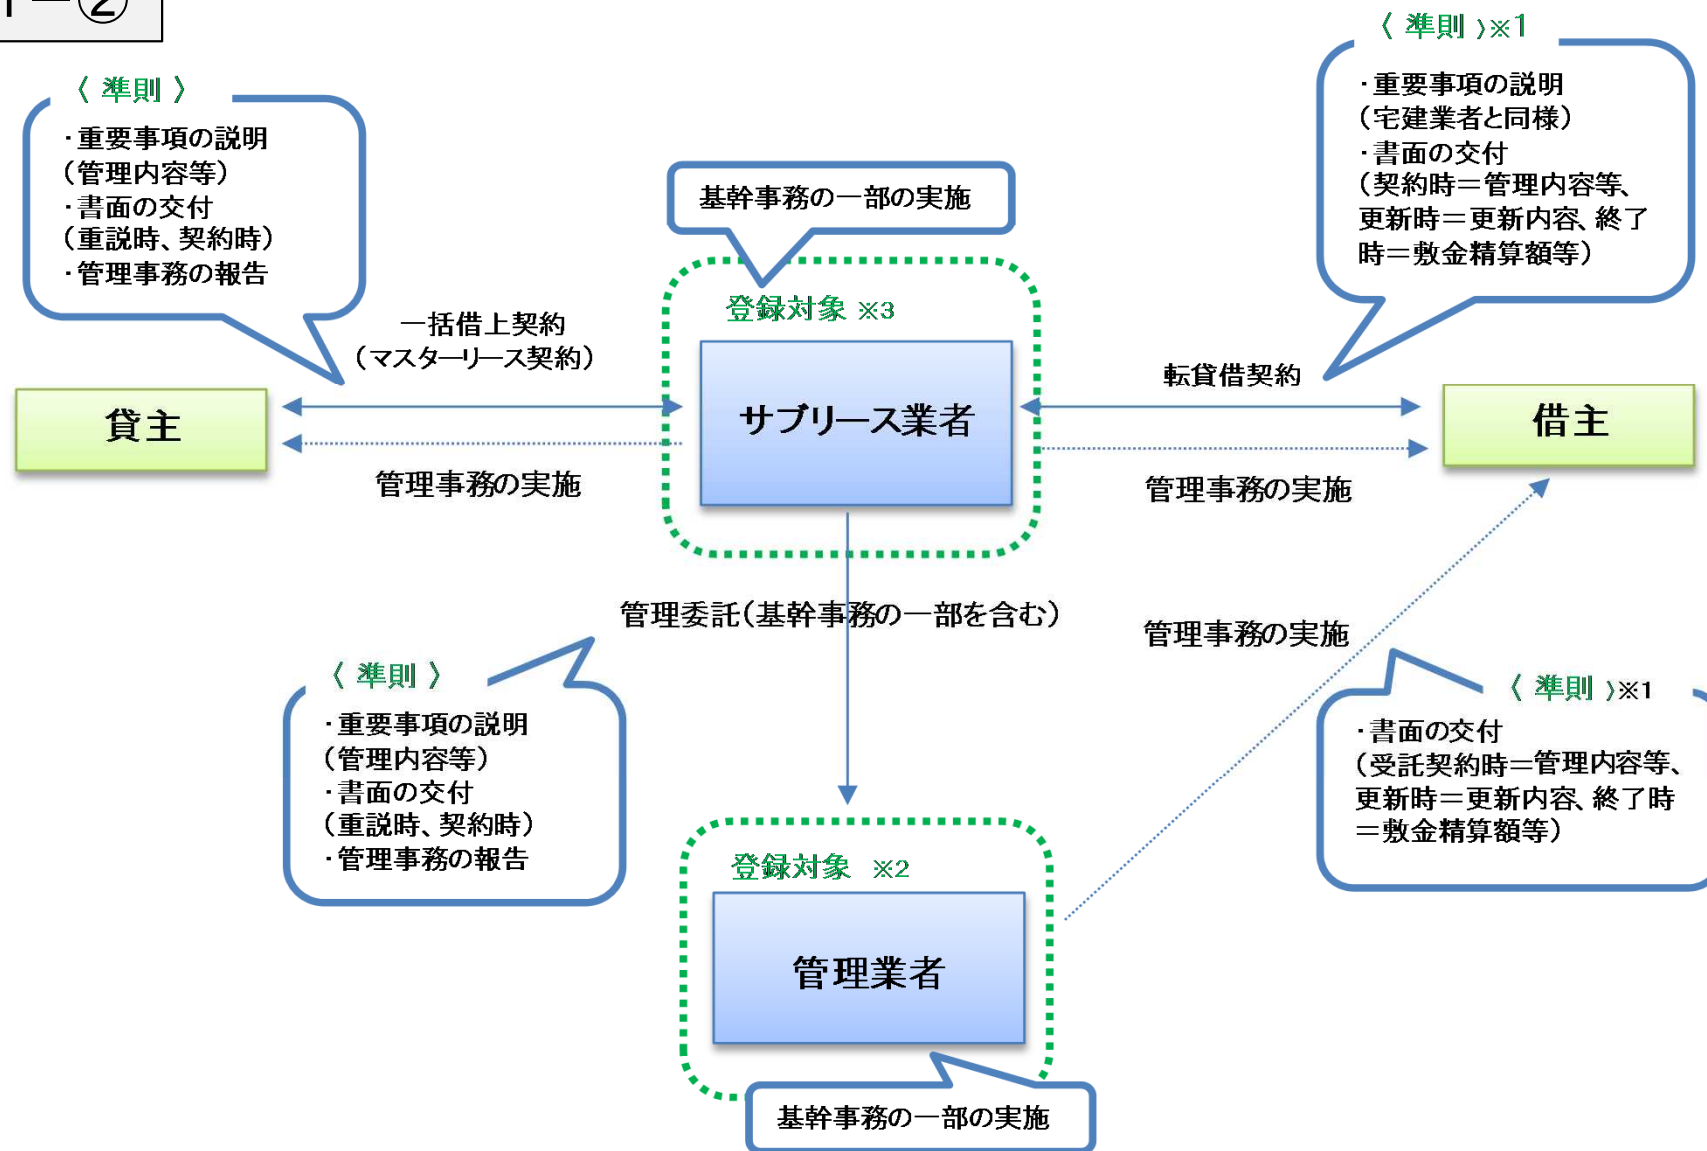 －②
〈 準則 〉
・重要事項の説明
（管理内容等）
・書面の交付
（重説時、契約時）
・管理事務の報告
基幹事務の一部の実施
〈 準則 〉※1
・重要事項の説明
（宅建業者と同様）
・書面の交付
（契約時＝管理内容等、
更新時＝更新内容、終了
時＝敷金精算額等）
一括借上契約
（マスターリース契約）
登録対象 ※3
転貸借契約
貸主
サブリース業者
借主
管理事務の実施
管理事務の実施
管理委託（基幹事務の一部を含む）
管理事務の実施
〈 準則 〉
・重要事項の説明
（管理内容等）
・書面の交付
（重説時、契約時）
・管理事務の報告
〈 準則 〉※1
・書面の交付
（受託契約時＝管理内容等、
更新時＝更新内容、終了時
＝敷金精算額等）
登録対象 ※2
管理業者
基幹事務の一部の実施